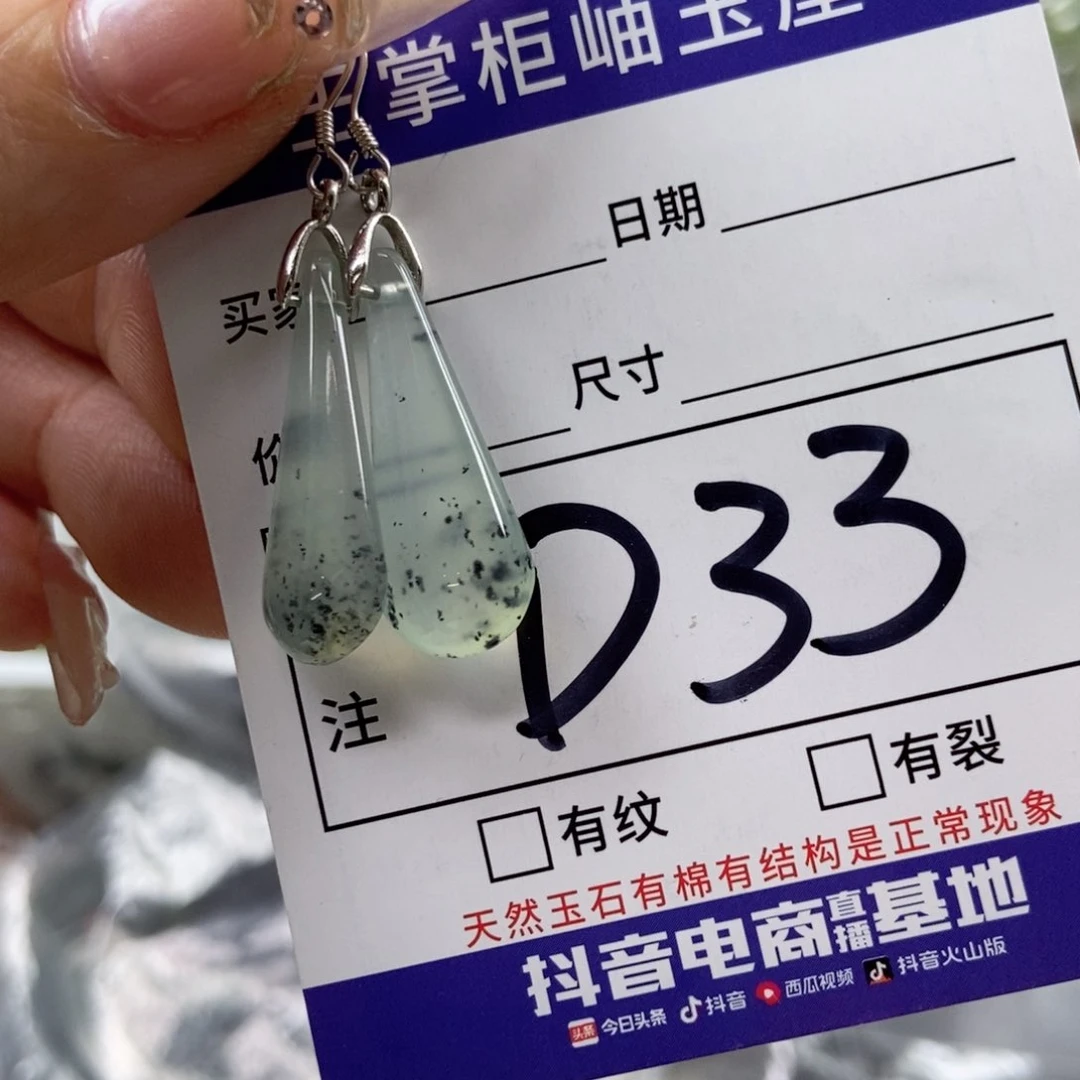 掌柜岫玉
日期
买家
尺寸
价
D33
注
有纹
有裂
天然玉石有棉有结构是正常现象
抖音电商直播基地
头条 今日头条 抖音 西瓜视频 抖音火山版